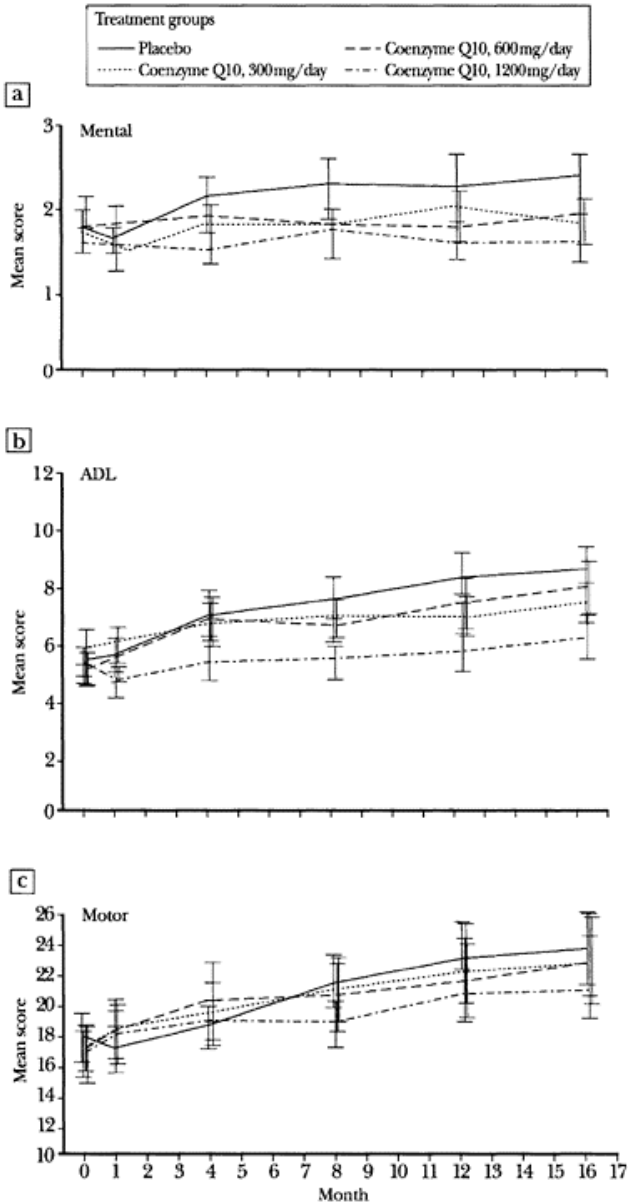 Treatment groups
Placebo
Coenzyme Q10, 600mg/day
Coenzyme Q10, 300mg/day
Coenzyme Q10, 1200mg/day
a
Mental
Mean score
3
2
1
0
b
ADL
Mean score
12
10
8
6
4
2
0
c
Motor
Mean score
26
24
22
20
18
16
14
12
10
0 1 2 3 4 5 6 7 8 9 10 11 12 13 14 15 16 17
Month